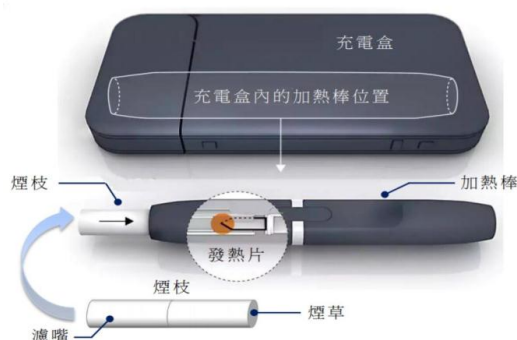 充電盒
充電盒內的加熱棒位置
煙枝
加熱棒
發熱片
煙枝
煙草
濾嘴